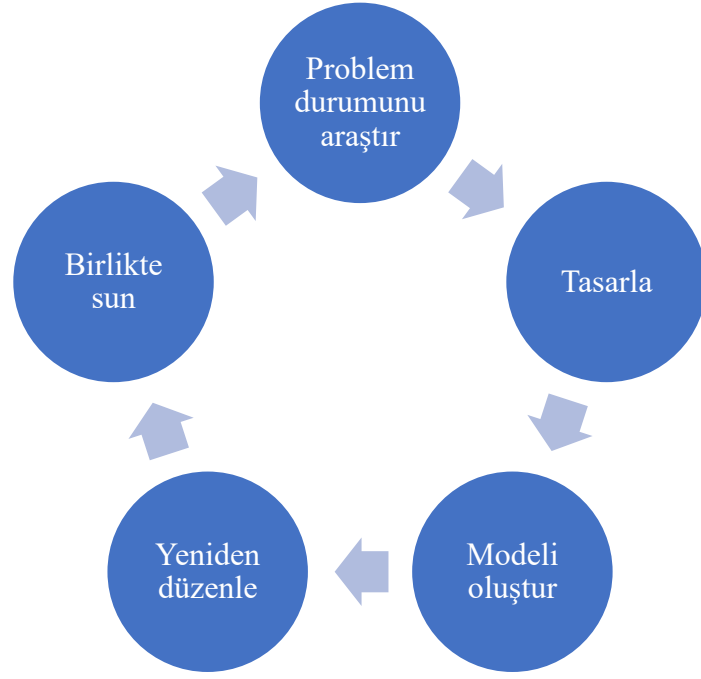 Problem
durumunu
araştır
Tasarla
Modeli
oluştur
Yeniden
düzenle
Birlikte
sun